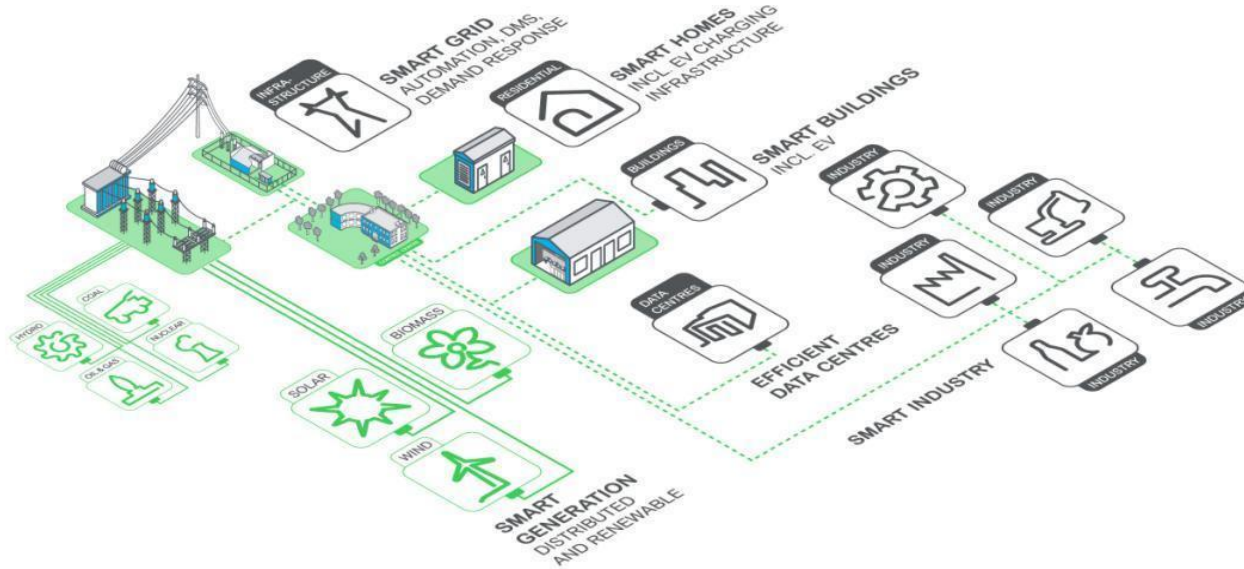 INFRA-
STRUCTURE
SMART GRID
AUTOMATION, DMS,
DEMAND RESPONSE
RESIDENTIAL
SMART HOMES
INCL. EV CHARGING
INFRASTRUCTURE
BUILDINGS
SMART BUILDINGS
INCL. EV
INDUSTRY
INDUSTRY
INDUSTRY
INDUSTRY
INDUSTRY
SMART INDUSTRY
DATA
CENTRES
EFFICIENT
DATA CENTRES
COAL
HYDRO
NUCLEAR
OIL & GAS
BIOMASS
SOLAR
WIND
SMART
GENERATION
DISTRIBUTED
AND RENEWABLE